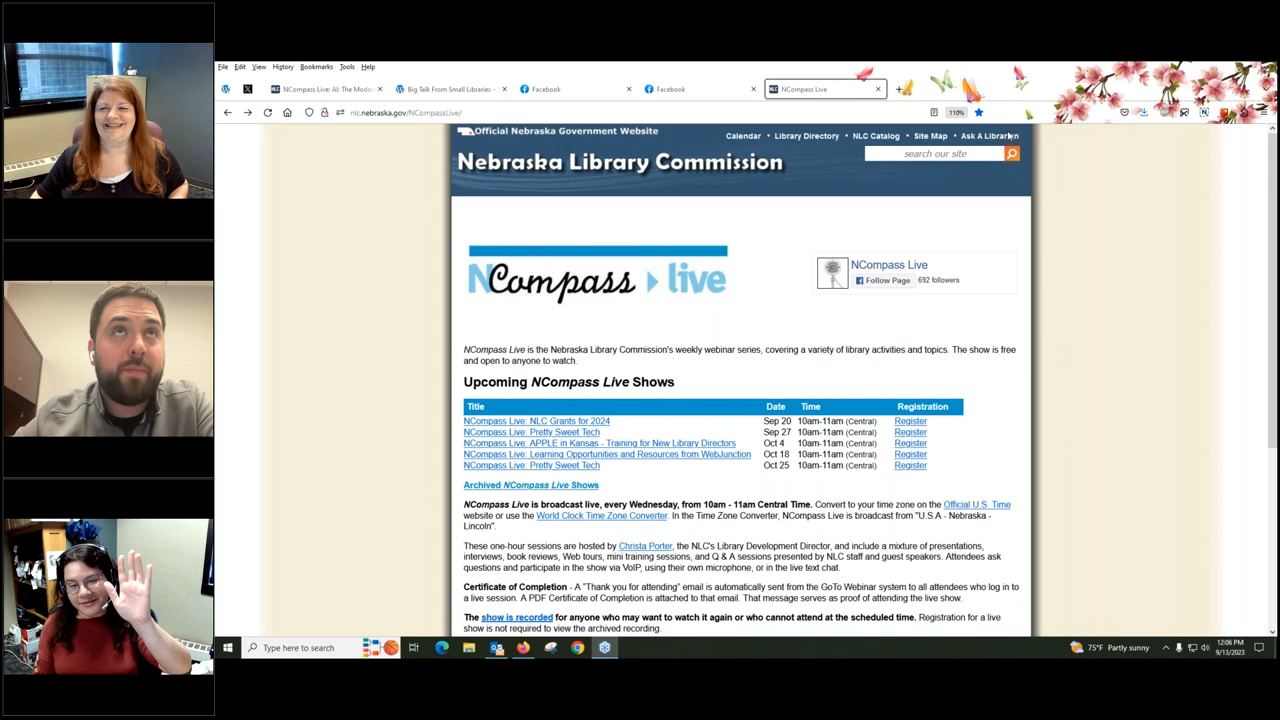 File Edit View History Bookmarks Tools Help
NCompass Live: AI: The Mode
Big Talk From Small Libraries -
Facebook
Facebook
NCompass Live
nlc.nebraska.gov/NCompassLive/
110%
Official Nebraska Government Website
Calendar • Library Directory • NLC Catalog • Site Map • Ask A Librarian
Nebraska Library Commission
search our site
NCompass live
NCompass Live
Follow Page 692 followers
NCompass Live is the Nebraska Library Commission's weekly webinar series, covering a variety of library activities and topics. The show is free
and open to anyone to watch.
Upcoming NCompass Live Shows
Title Date Time Registration
NCompass Live: NLC Grants for 2024 Sep 20 10am-11am (Central) Register
NCompass Live: Pretty Sweet Tech Sep 27 10am-11am (Central) Register
NCompass Live: APPLE in Kansas - Training for New Library Directors Oct 4 10am-11am (Central) Register
NCompass Live: Learning Opportunities and Resources from WebJunction Oct 18 10am-11am (Central) Register
NCompass Live: Pretty Sweet Tech Oct 25 10am-11am (Central) Register
Archived NCompass Live Shows
NCompass Live is broadcast live, every Wednesday, from 10am - 11am Central Time. Convert to your time zone on the Official U.S. Time
website or use the World Clock Time Zone Converter. In the Time Zone Converter, NCompass Live is broadcast from "U.S.A - Nebraska -
Lincoln".
These one-hour sessions are hosted by Christa Porter, the NLC's Library Development Director, and include a mixture of presentations,
interviews, book reviews, Web tours, mini training sessions, and Q & A sessions presented by NLC staff and guest speakers. Attendees ask
questions and participate in the show via VoIP, using their own microphone, or in the live text chat.
Certificate of Completion - A "Thank you for attending" email is automatically sent from the GoTo Webinar system to all attendees who log in to
a live session. A PDF Certificate of Completion is attached to that email. That message serves as proof of attending the live show.
The show is recorded for anyone who may want to watch it again or who cannot attend at the scheduled time. Registration for a live
show is not required to view the archived recording.
Type here to search
75°F Partly sunny
12:06 PM
9/13/2023